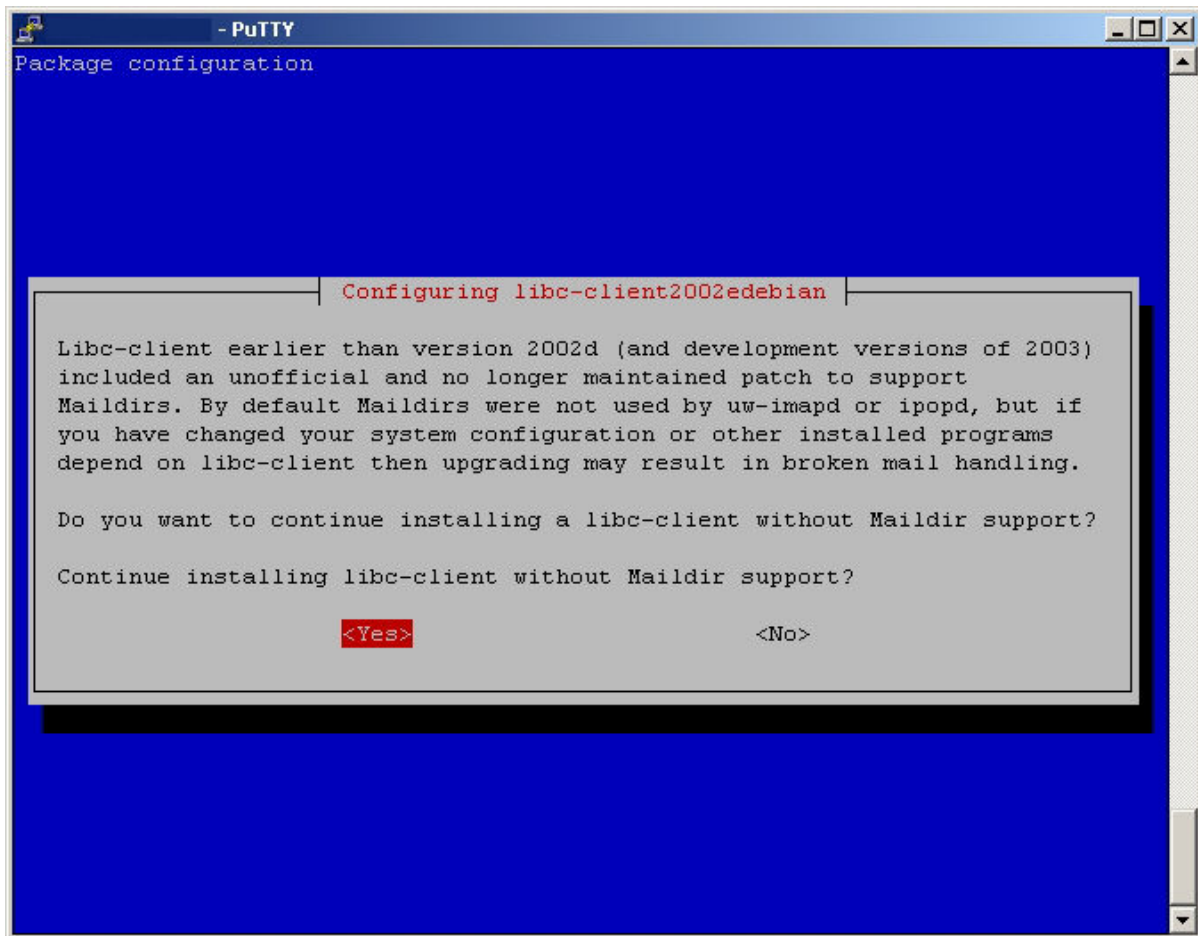 - PuTTY
Package configuration
Configuring libc-client2002edebian
Libc-client earlier than version 2002d (and development versions of 2003)
included an unofficial and no longer maintained patch to support
Maildirs. By default Maildirs were not used by uw-imapd or ipopd, but if
you have changed your system configuration or other installed programs
depend on libc-client then upgrading may result in broken mail handling.
Do you want to continue installing a libc-client without Maildir support?
Continue installing libc-client without Maildir support?
<Yes> <No>